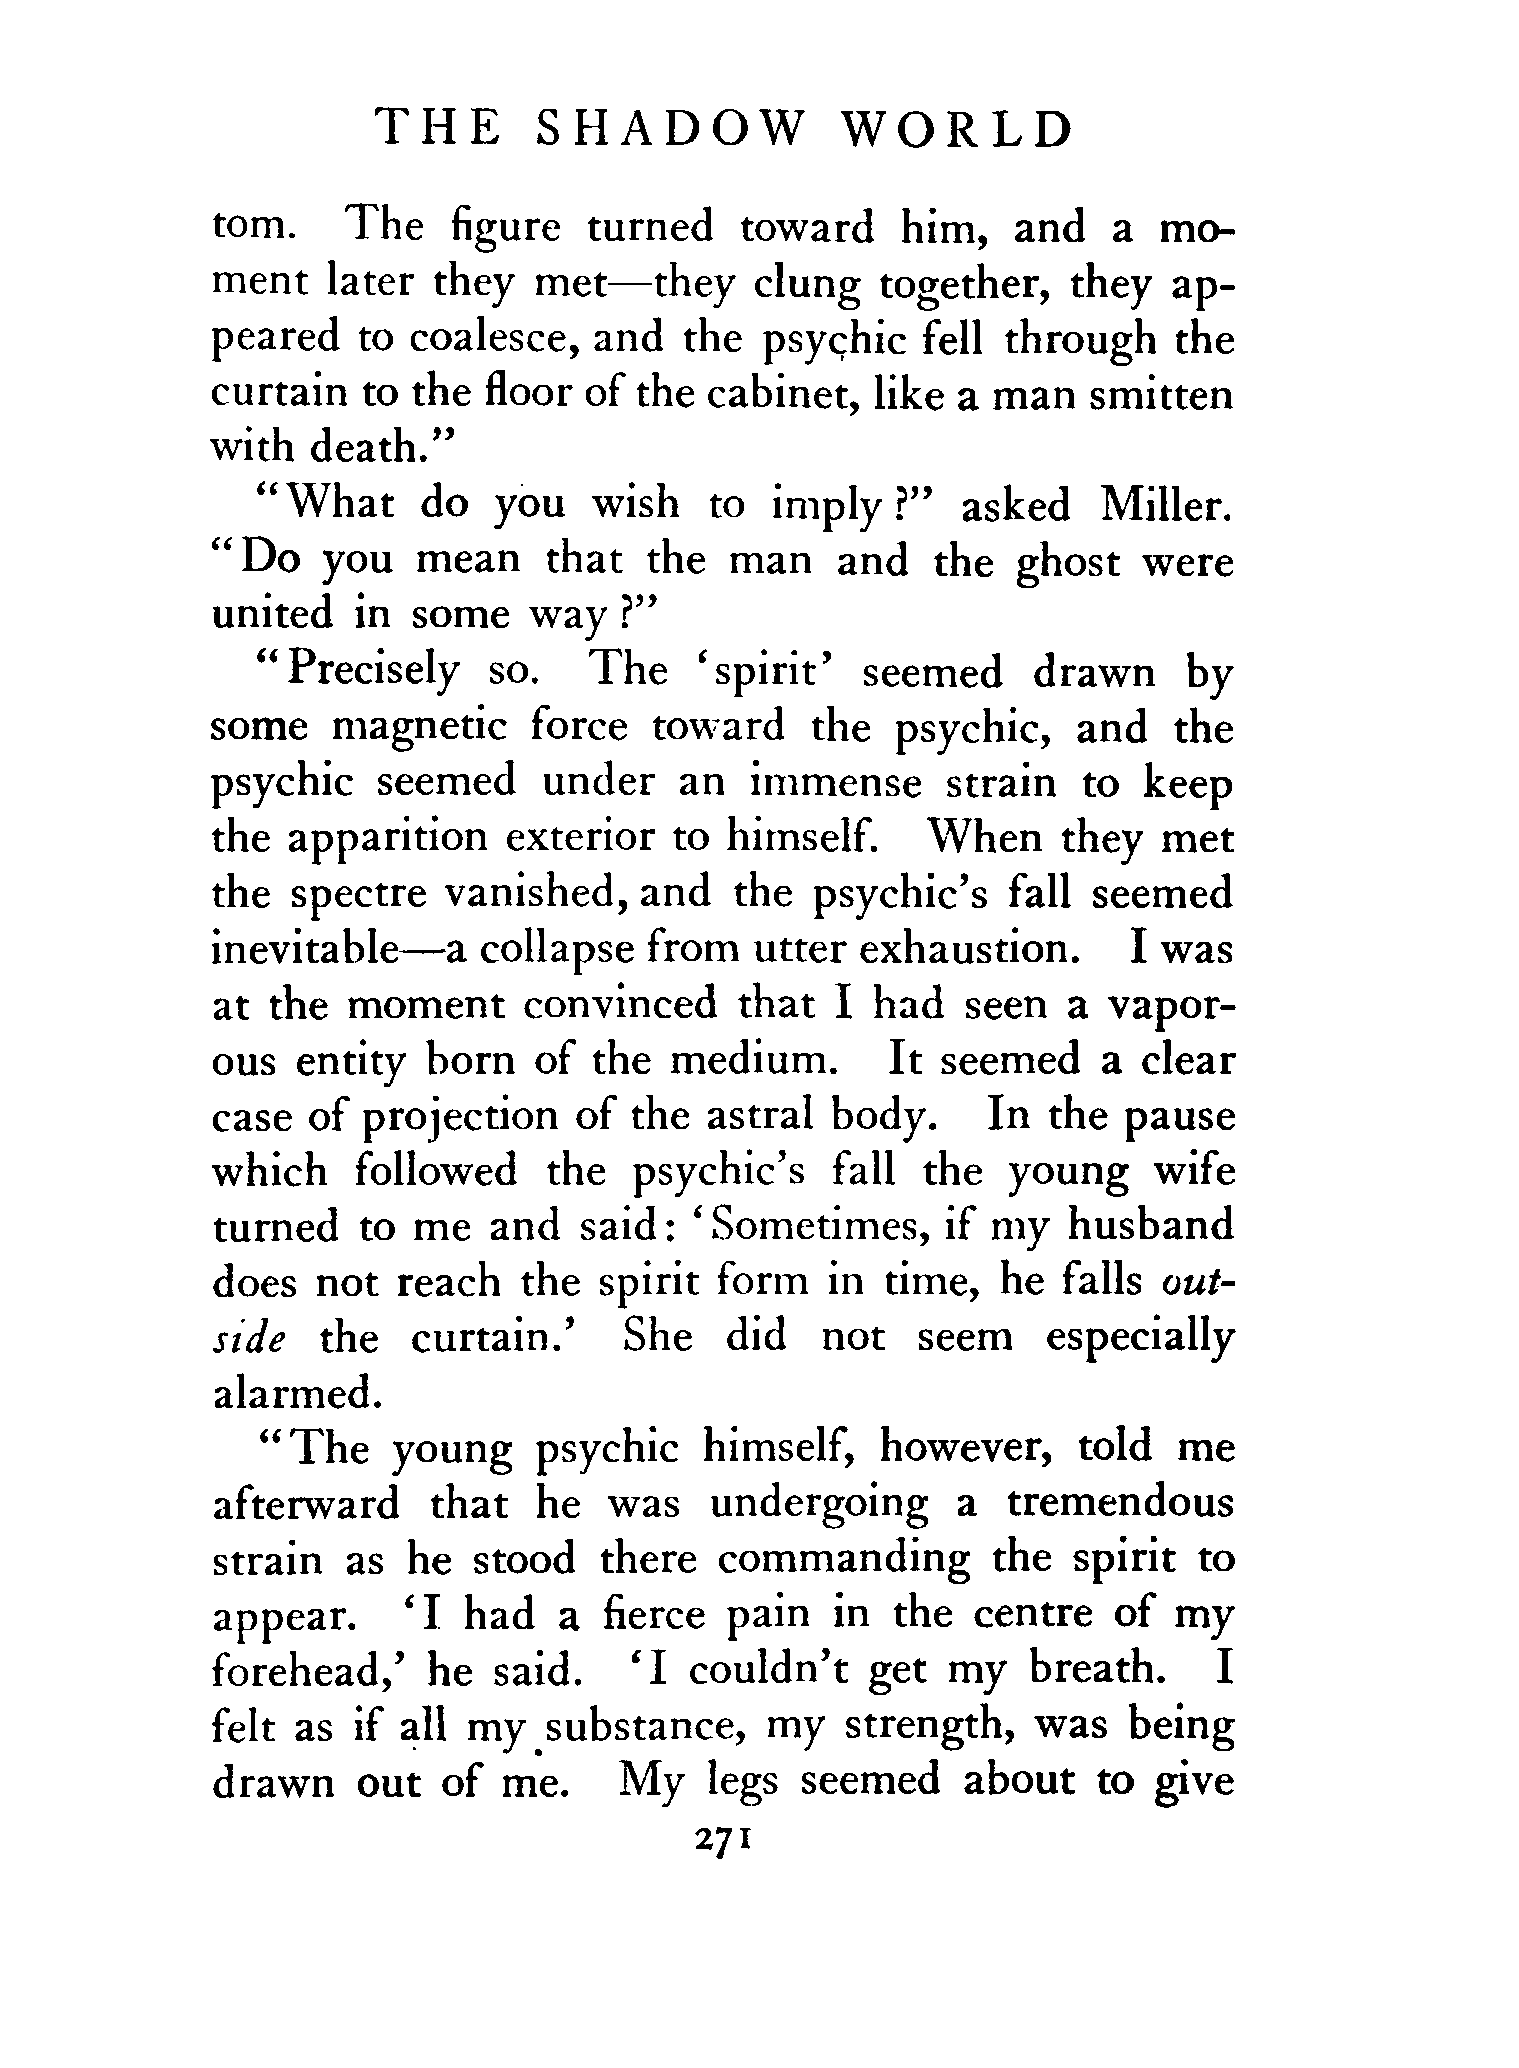 THE SHADOW WORLD
tom. The figure turned toward him, and a mo-
ment later they met—they clung together, they ap-
peared to coalesce, and the psychic fell through the
curtain to the floor of the cabinet, like a man smitten
with death.”
“What do you wish to imply?” asked Miller.
“Do you mean that the man and the ghost were
united in some way?”
“Precisely so. The ‘spirit’ seemed drawn by
some magnetic force toward the psychic, and the
psychic seemed under an immense strain to keep
the apparition exterior to himself. When they met
the spectre vanished, and the psychic’s fall seemed
inevitable—a collapse from utter exhaustion. I was
at the moment convinced that I had seen a vapor-
ous entity born of the medium. It seemed a clear
case of projection of the astral body. In the pause
which followed the psychic’s fall the young wife
turned to me and said: ‘Sometimes, if my husband
does not reach the spirit form in time, he falls out-
side the curtain.’ She did not seem especially
alarmed.
“The young psychic himself, however, told me
afterward that he was undergoing a tremendous
strain as he stood there commanding the spirit to
appear. ‘I had a fierce pain in the centre of my
forehead,’ he said. ‘I couldn’t get my breath. I
felt as if all my substance, my strength, was being
drawn out of me. My legs seemed about to give
271